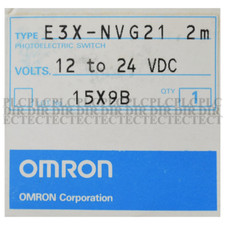 TYPE E3X-NVG21 2m
PHOTOELECTRIC SWITCH
VOLTS. 12 to 24 VDC
15X9B QTY 1
OMRON
OMRON Corporation